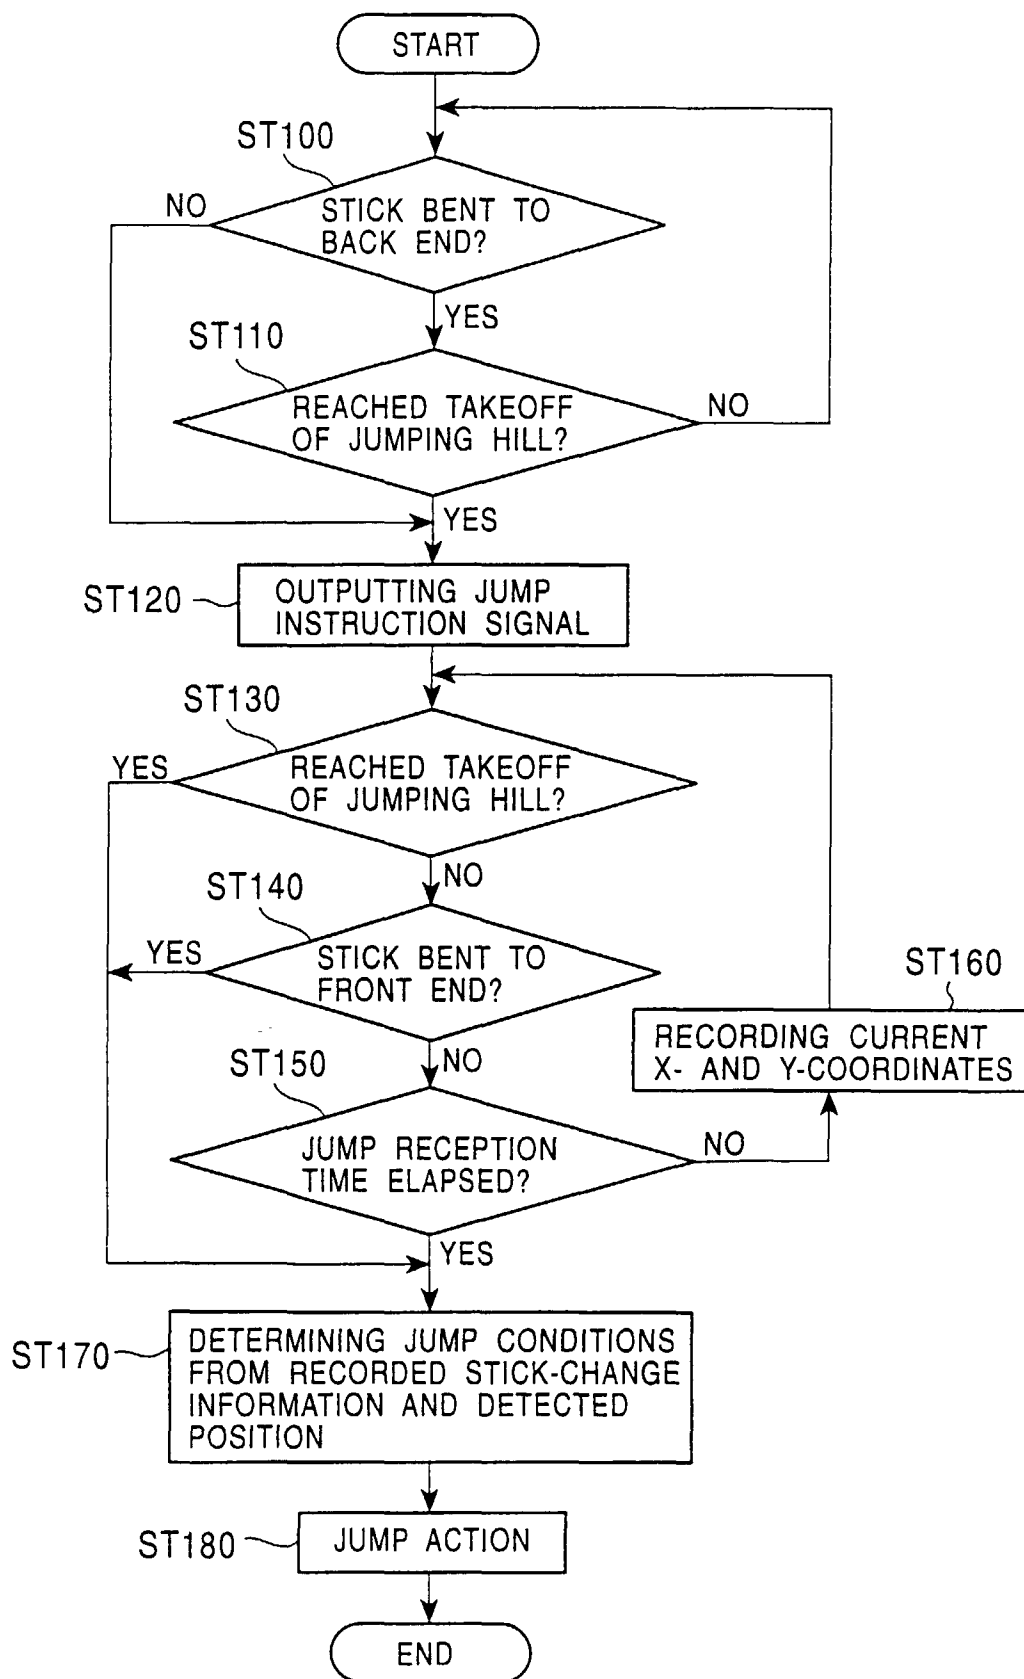 START
ST100
NO
STICK BENT TO
BACK END?
YES
ST110
REACHED TAKEOFF
OF JUMPING HILL?
NO
YES
ST120
OUTPUTTING JUMP
INSTRUCTION SIGNAL
ST130
YES
REACHED TAKEOFF
OF JUMPING HILL?
NO
ST140
YES
STICK BENT TO
FRONT END?
ST160
RECORDING CURRENT
X- AND Y-COORDINATES
NO
ST150
JUMP RECEPTION
TIME ELAPSED?
NO
YES
ST170
DETERMINING JUMP CONDITIONS
FROM RECORDED STICK-CHANGE
INFORMATION AND DETECTED
POSITION
ST180
JUMP ACTION
END